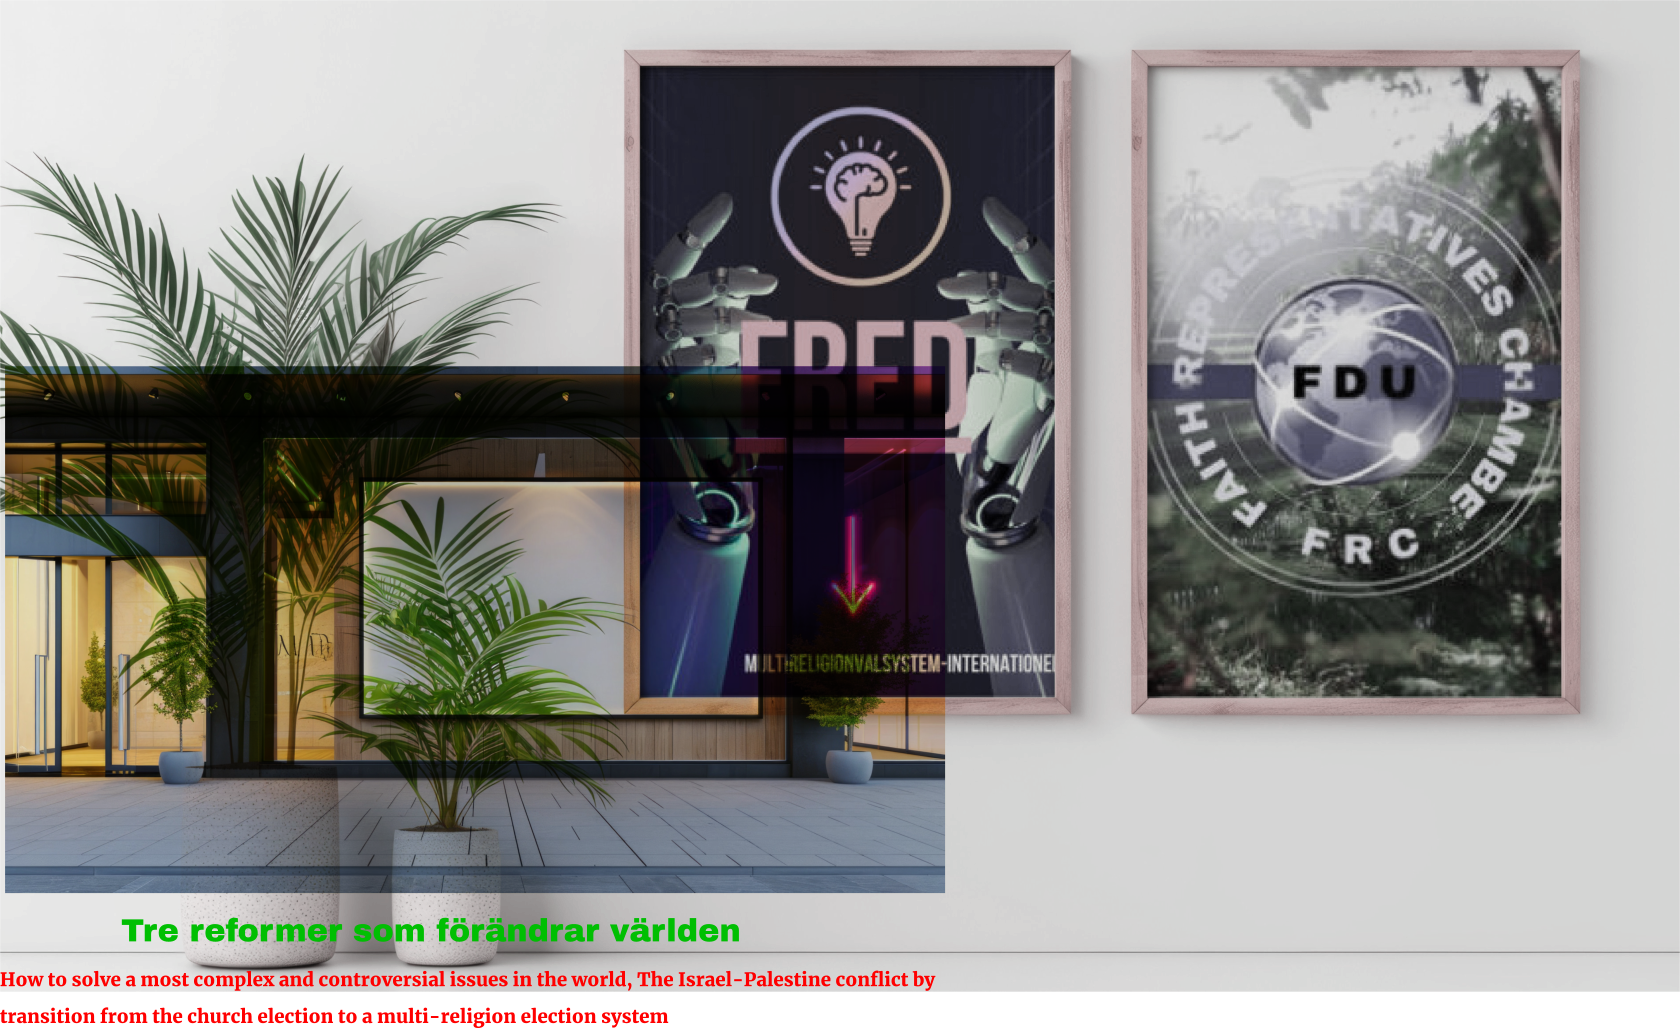 FRED
MULTIRELIGIONVALSYSTEM-INTERNATIONEL
FAITH REPRESENTATIVES CHAMBE
FDU
FRC
Tre reformer som förändrar världen
How to solve a most complex and controversial issues in the world, The Israel-Palestine conflict by
transition from the church election to a multi-religion election system